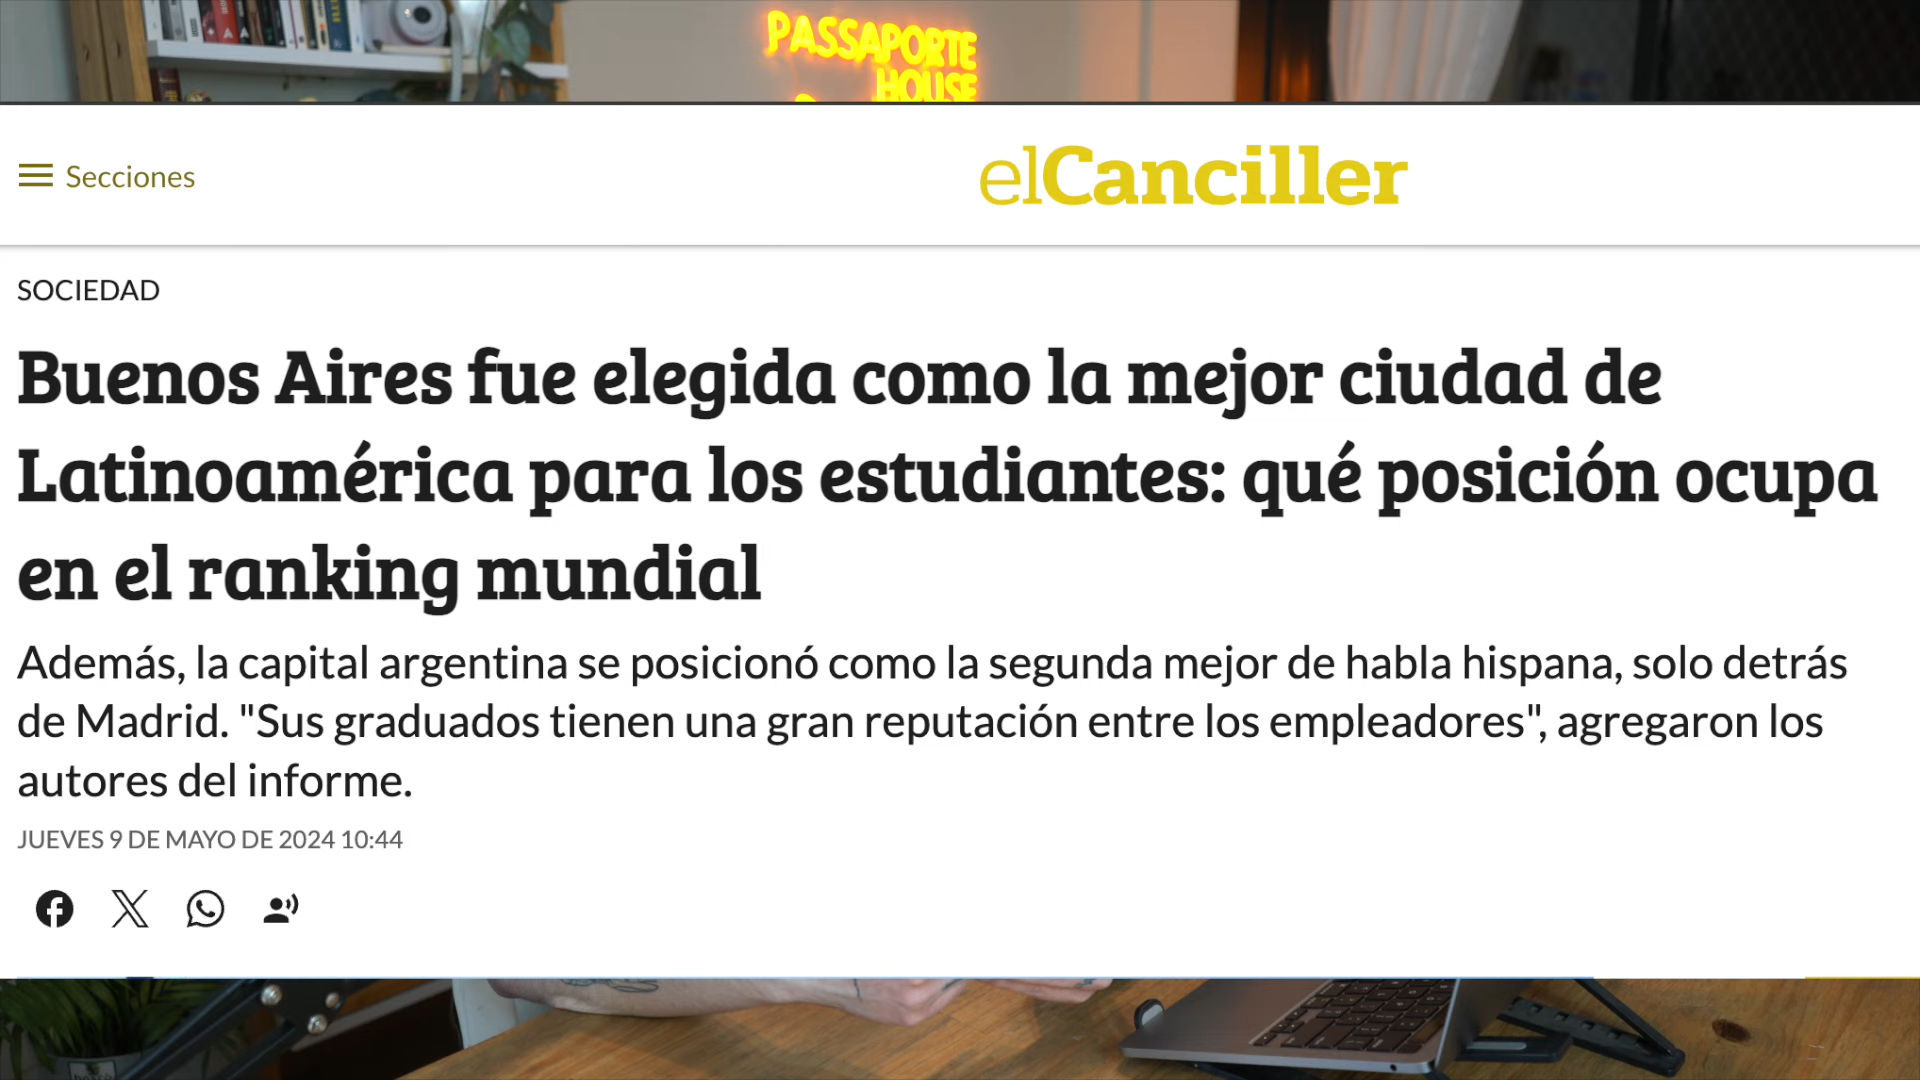 PASSAPORTE
HOUSE
Secciones
elCanciller
SOCIEDAD
Buenos Aires fue elegida como la mejor ciudad de
Latinoamérica para los estudiantes: qué posición ocupa
en el ranking mundial
Además, la capital argentina se posicionó como la segunda mejor de habla hispana, solo detrás
de Madrid. "Sus graduados tienen una gran reputación entre los empleadores", agregaron los
autores del informe.
JUEVES 9 DE MAYO DE 2024 10:44